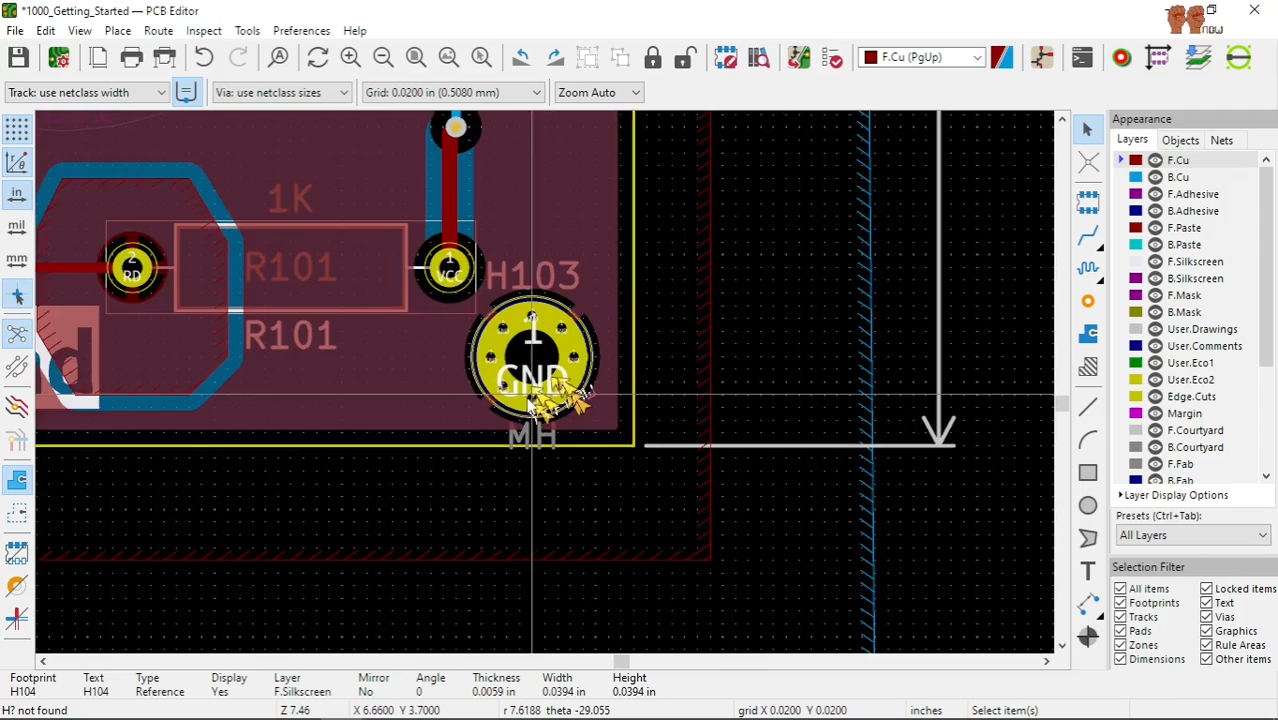 *1000_Getting_Started — PCB Editor
now
File Edit View Place Route Inspect Tools Preferences Help
F.Cu (PgUp)
Track: use netclass width Via: use netclass sizes Grid: 0.0200 in (0.5080 mm) Zoom Auto
in
mil
mm
1K
2
RD
R101
1
VCC
H103
R101
1
GND
d
MH
Appearance
Layers Objects Nets
F.Cu
B.Cu
F.Adhesive
B.Adhesive
F.Paste
B.Paste
F.Silkscreen
B.Silkscreen
F.Mask
B.Mask
User.Drawings
User.Comments
User.Eco1
User.Eco2
Edge.Cuts
Margin
F.Courtyard
B.Courtyard
F.Fab
B.Fab
Layer Display Options
Presets (Ctrl+Tab):
All Layers
Selection Filter
All items Locked items
Footprints Text
Tracks Vias
Pads Graphics
Zones Rule Areas
Dimensions Other items
Footprint Text Type Display Layer Mirror Angle Thickness Width Height
H104 H104 Reference Yes F.Silkscreen No 0 0.0059 in 0.0394 in 0.0394 in
H? not found Z 7.46 X 6.6600 Y 3.7000 r 7.6188 theta -29.055 grid X 0.0200 Y 0.0200 inches Select item(s)